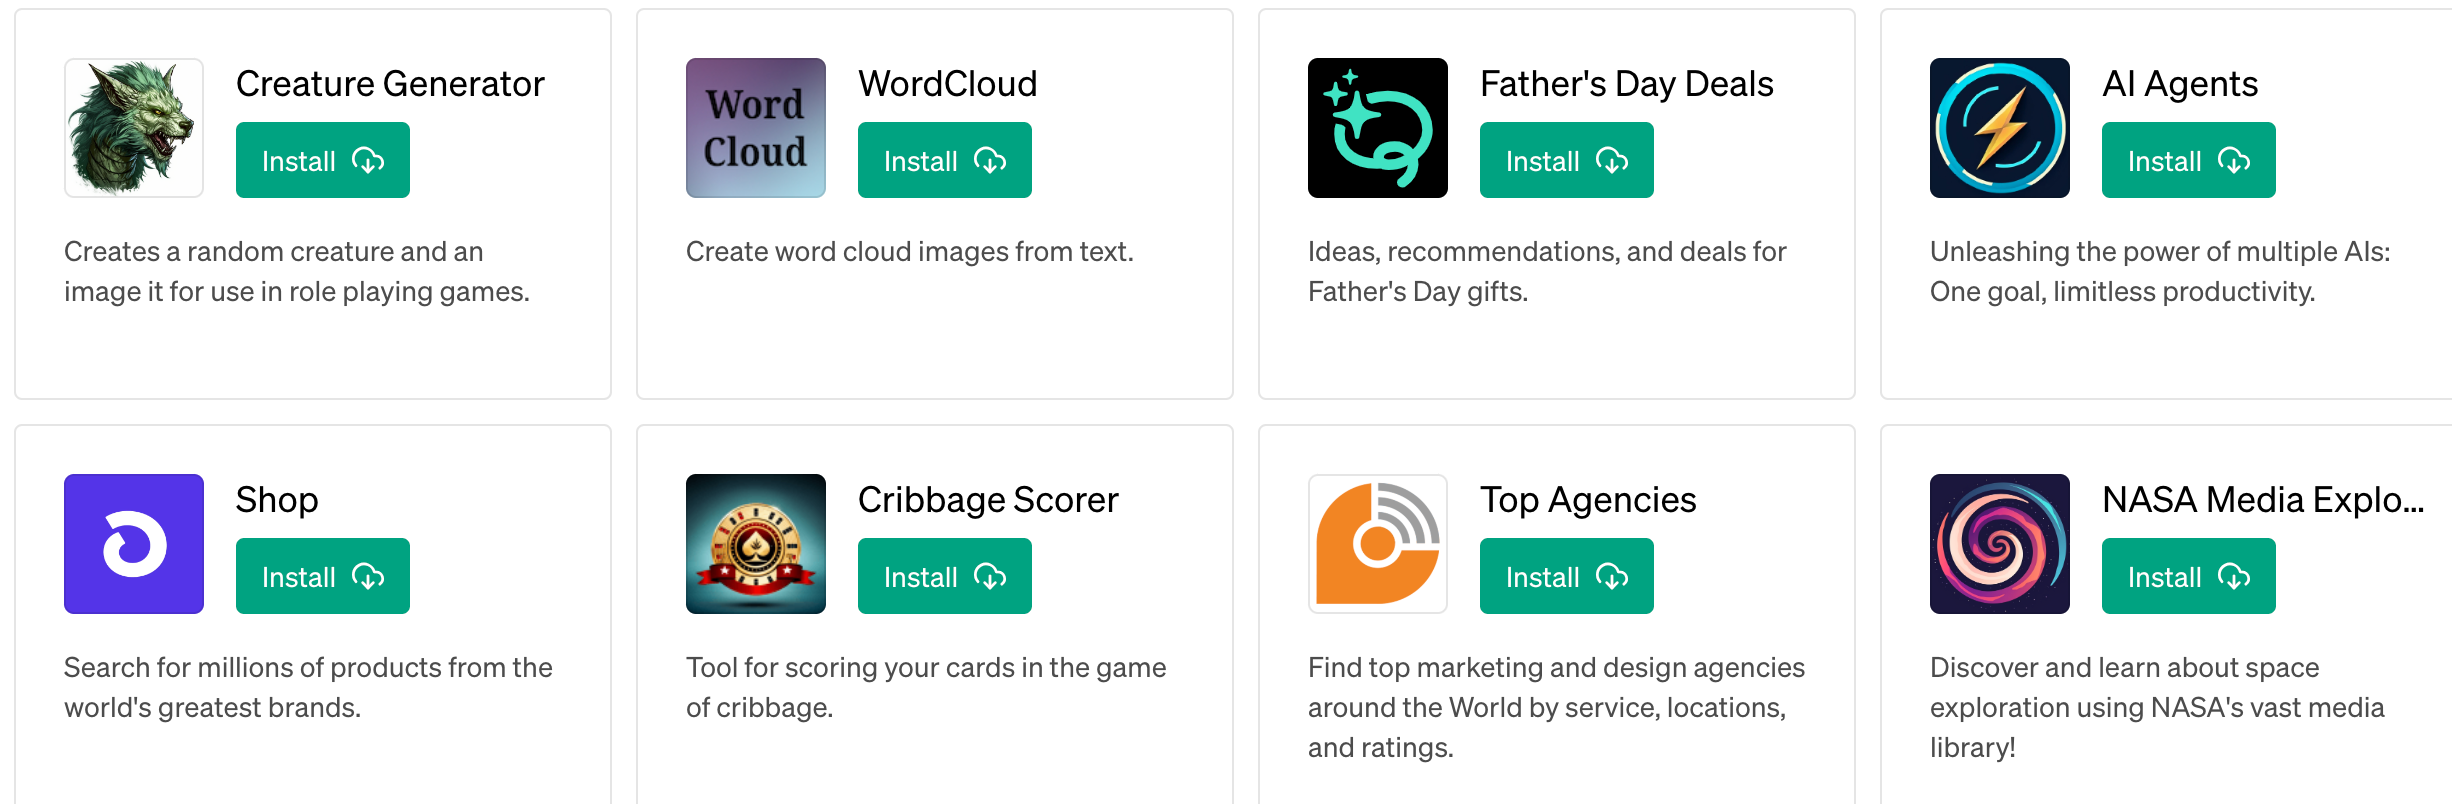 Creature Generator
Install
Creates a random creature and an
image it for use in role playing games.
Word
Cloud
WordCloud
Install
Create word cloud images from text.
Father's Day Deals
Install
Ideas, recommendations, and deals for
Father's Day gifts.
AI Agents
Install
Unleashing the power of multiple AIs:
One goal, limitless productivity.
Shop
Install
Search for millions of products from the
world's greatest brands.
Cribbage Scorer
Install
Tool for scoring your cards in the game
of cribbage.
Top Agencies
Install
Find top marketing and design agencies
around the World by service, locations,
and ratings.
NASA Media Explo...
Install
Discover and learn about space
exploration using NASA's vast media
library!